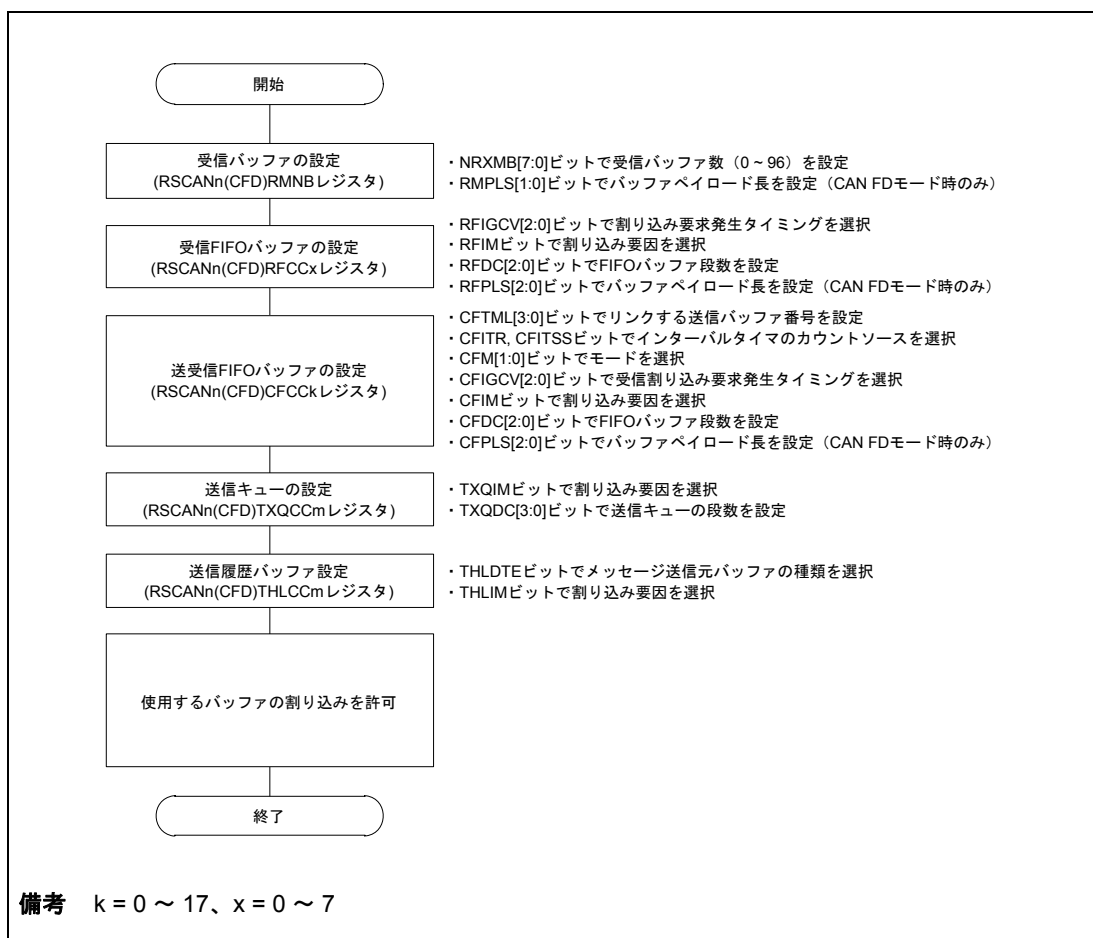 開始
受信バッファの設定
(RSCANn(CFD)RMNBレジスタ)
・NRXMB[7:0]ビットで受信バッファ数（0 ~ 96）を設定
・RMPLS[1:0]ビットでバッファペイロード長を設定（CAN FDモード時のみ）
受信FIFOバッファの設定
(RSCANn(CFD)RFCCxレジスタ)
・RFIGCV[2:0]ビットで割り込み要求発生タイミングを選択
・RFIMビットで割り込み要因を選択
・RFDC[2:0]ビットでFIFOバッファ段数を設定
・RFPLS[2:0]ビットでバッファペイロード長を設定（CAN FDモード時のみ）
送受信FIFOバッファの設定
(RSCANn(CFD)CFCCkレジスタ)
・CFTML[3:0]ビットでリンクする送信バッファ番号を設定
・CFITR, CFITSSビットでインターバルタイマのカウントソースを選択
・CFM[1:0]ビットでモードを選択
・CFIGCV[2:0]ビットで受信割り込み要求発生タイミングを選択
・CFIMビットで割り込み要因を選択
・CFDC[2:0]ビットでFIFOバッファ段数を設定
・CFPLS[2:0]ビットでバッファペイロード長を設定（CAN FDモード時のみ）
送信キューの設定
(RSCANn(CFD)TXQCCmレジスタ)
・TXQIMビットで割り込み要因を選択
・TXQDC[3:0]ビットで送信キューの段数を設定
送信履歴バッファ設定
(RSCANn(CFD)THLCCmレジスタ)
・THLDTEビットでメッセージ送信元バッファの種類を選択
・THLIMビットで割り込み要因を選択
使用するバッファの割り込みを許可
終了
備考 k = 0 ～ 17、x = 0 ～ 7